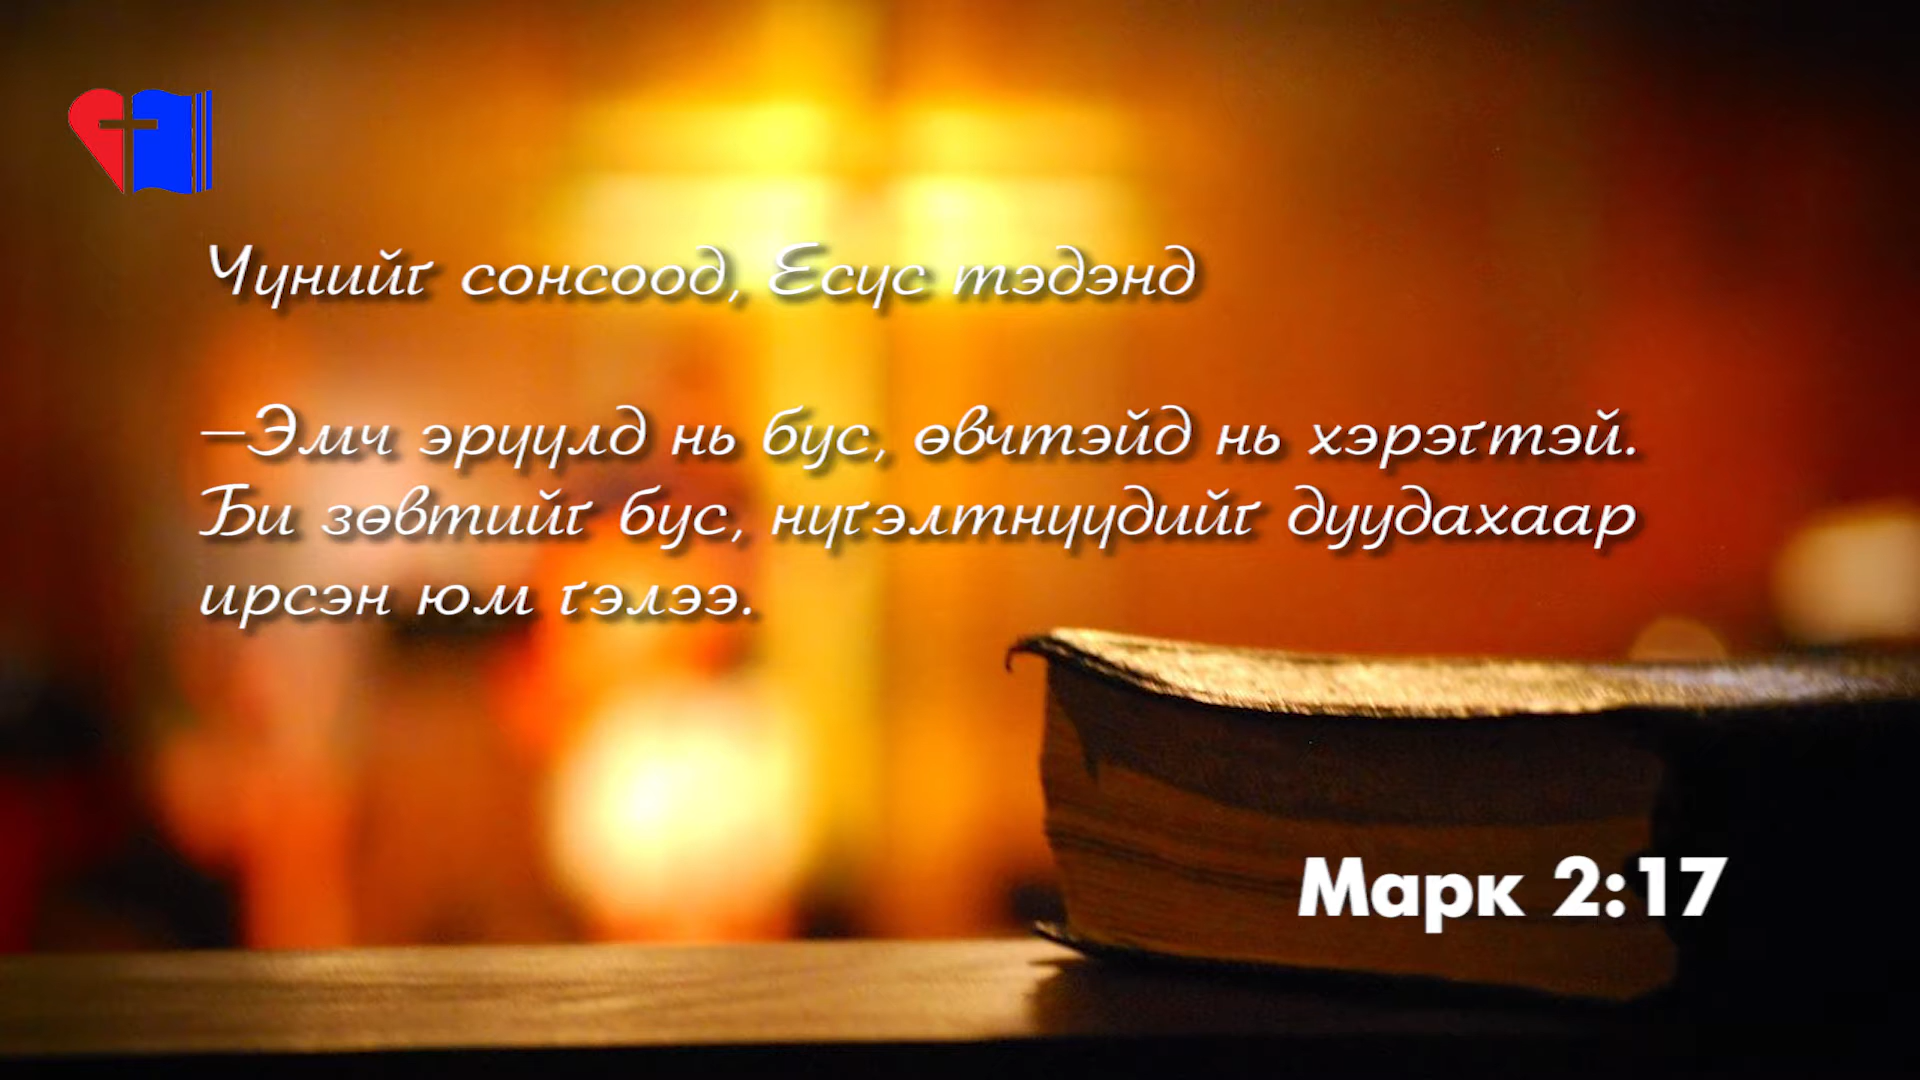 Чүнийг сонсоод, Есүс тэдэнд
—Эмч эрүүлд нь бус, өвчтэйд нь хэрэгтэй.
Би зөвтийг бус, нүгэлтнүүдийг дуудахаар
ирсэн юм гэлээ.
Марк 2:17